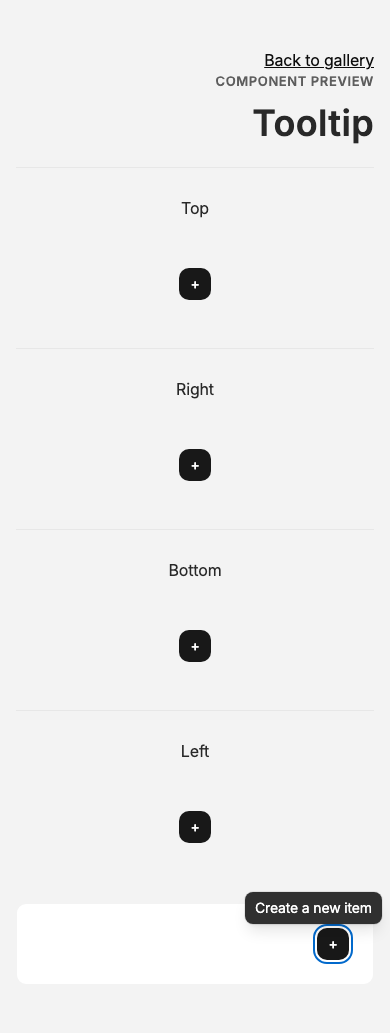 Back to gallery
COMPONENT PREVIEW
Tooltip
Top
+
Right
+
Bottom
+
Left
+
Create a new item
+